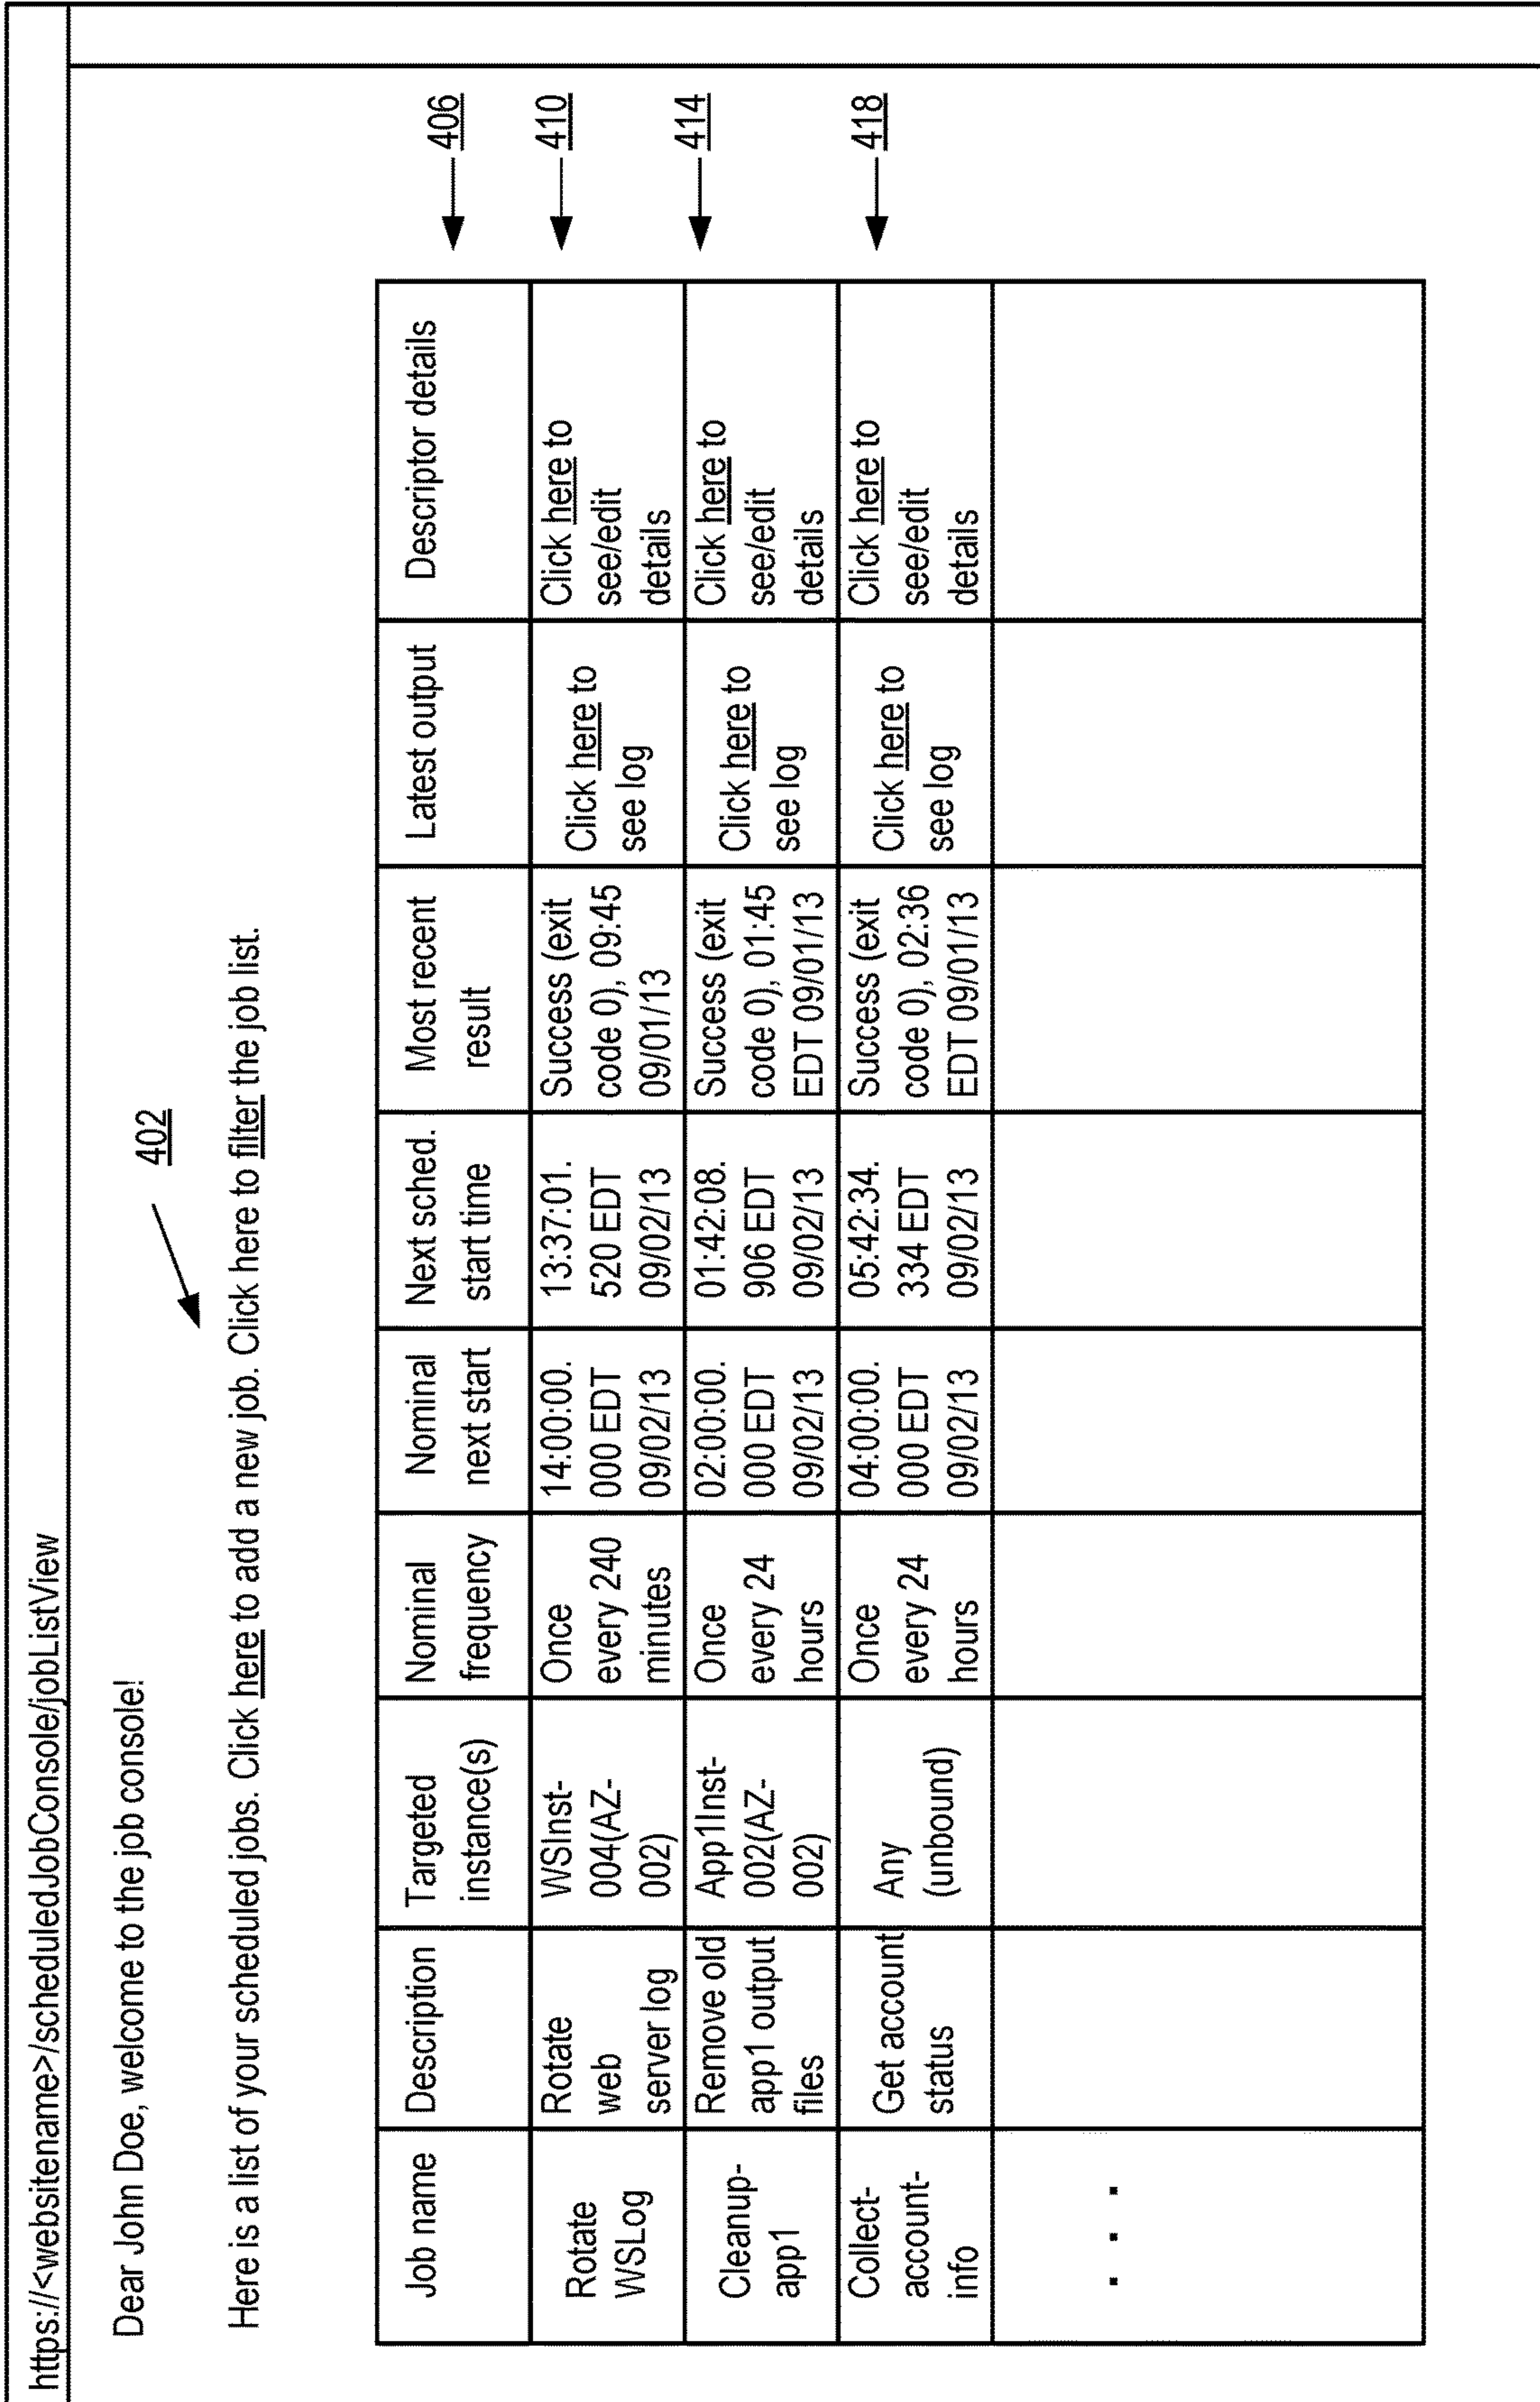 https://<websitename>/scheduledJobConsole/jobListView
Dear John Doe, welcome to the job console!
402
Here is a list of your scheduled jobs. Click here to add a new job. Click here to filter the job list.
Job name
Description
Targeted
instance(s)
Nominal
frequency
Nominal
next start
Next sched.
start time
Most recent
result
Latest output
Descriptor details
406
Rotate
WSLog
Rotate
web
server log
WSInst-
004(AZ-
002)
Once
every 240
minutes
14:00:00.
000 EDT
09/02/13
13:37:01.
520 EDT
09/02/13
Success (exit
code 0), 09:45
09/01/13
Click here to
see log
Click here to
see/edit
details
410
Cleanup-
app1
Remove old
app1 output
files
App1Inst-
002(AZ-
002)
Once
every 24
hours
02:00:00.
000 EDT
09/02/13
01:42:08.
906 EDT
09/02/13
Success (exit
code 0), 01:45
EDT 09/01/13
Click here to
see log
Click here to
see/edit
details
414
Collect-
account-
info
Get account
status
Any
(unbound)
Once
every 24
hours
04:00:00.
000 EDT
09/02/13
05:42:34.
334 EDT
09/02/13
Success (exit
code 0), 02:36
EDT 09/01/13
Click here to
see log
Click here to
see/edit
details
418
. . .